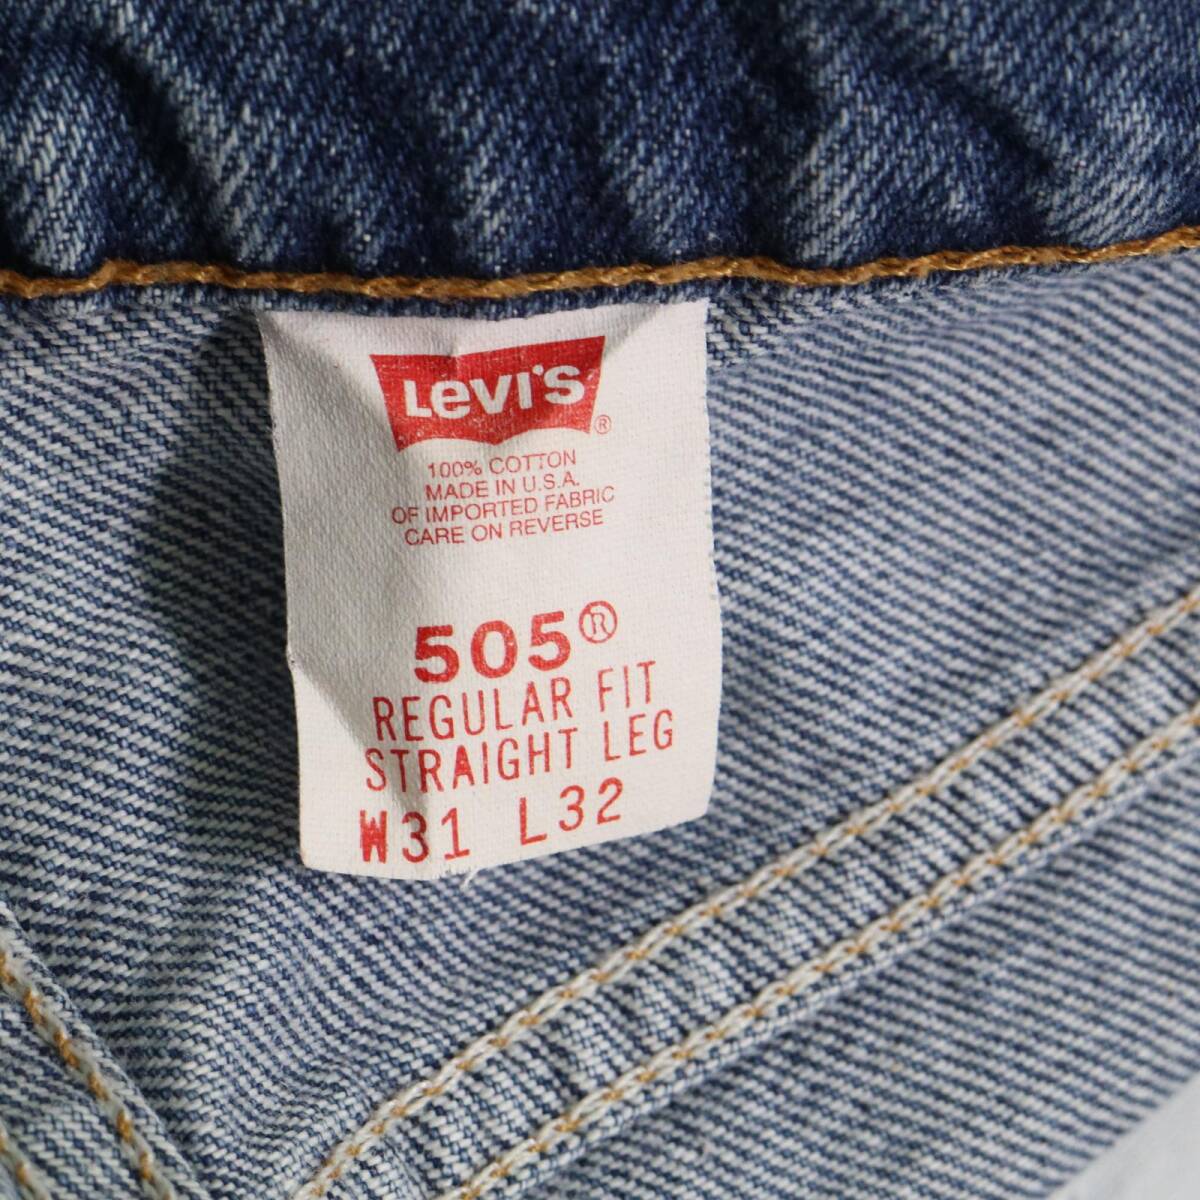 Levi's®
100% COTTON
MADE IN U.S.A.
OF IMPORTED FABRIC
CARE ON REVERSE
505®
REGULAR FIT
STRAIGHT LEG
W31 L32